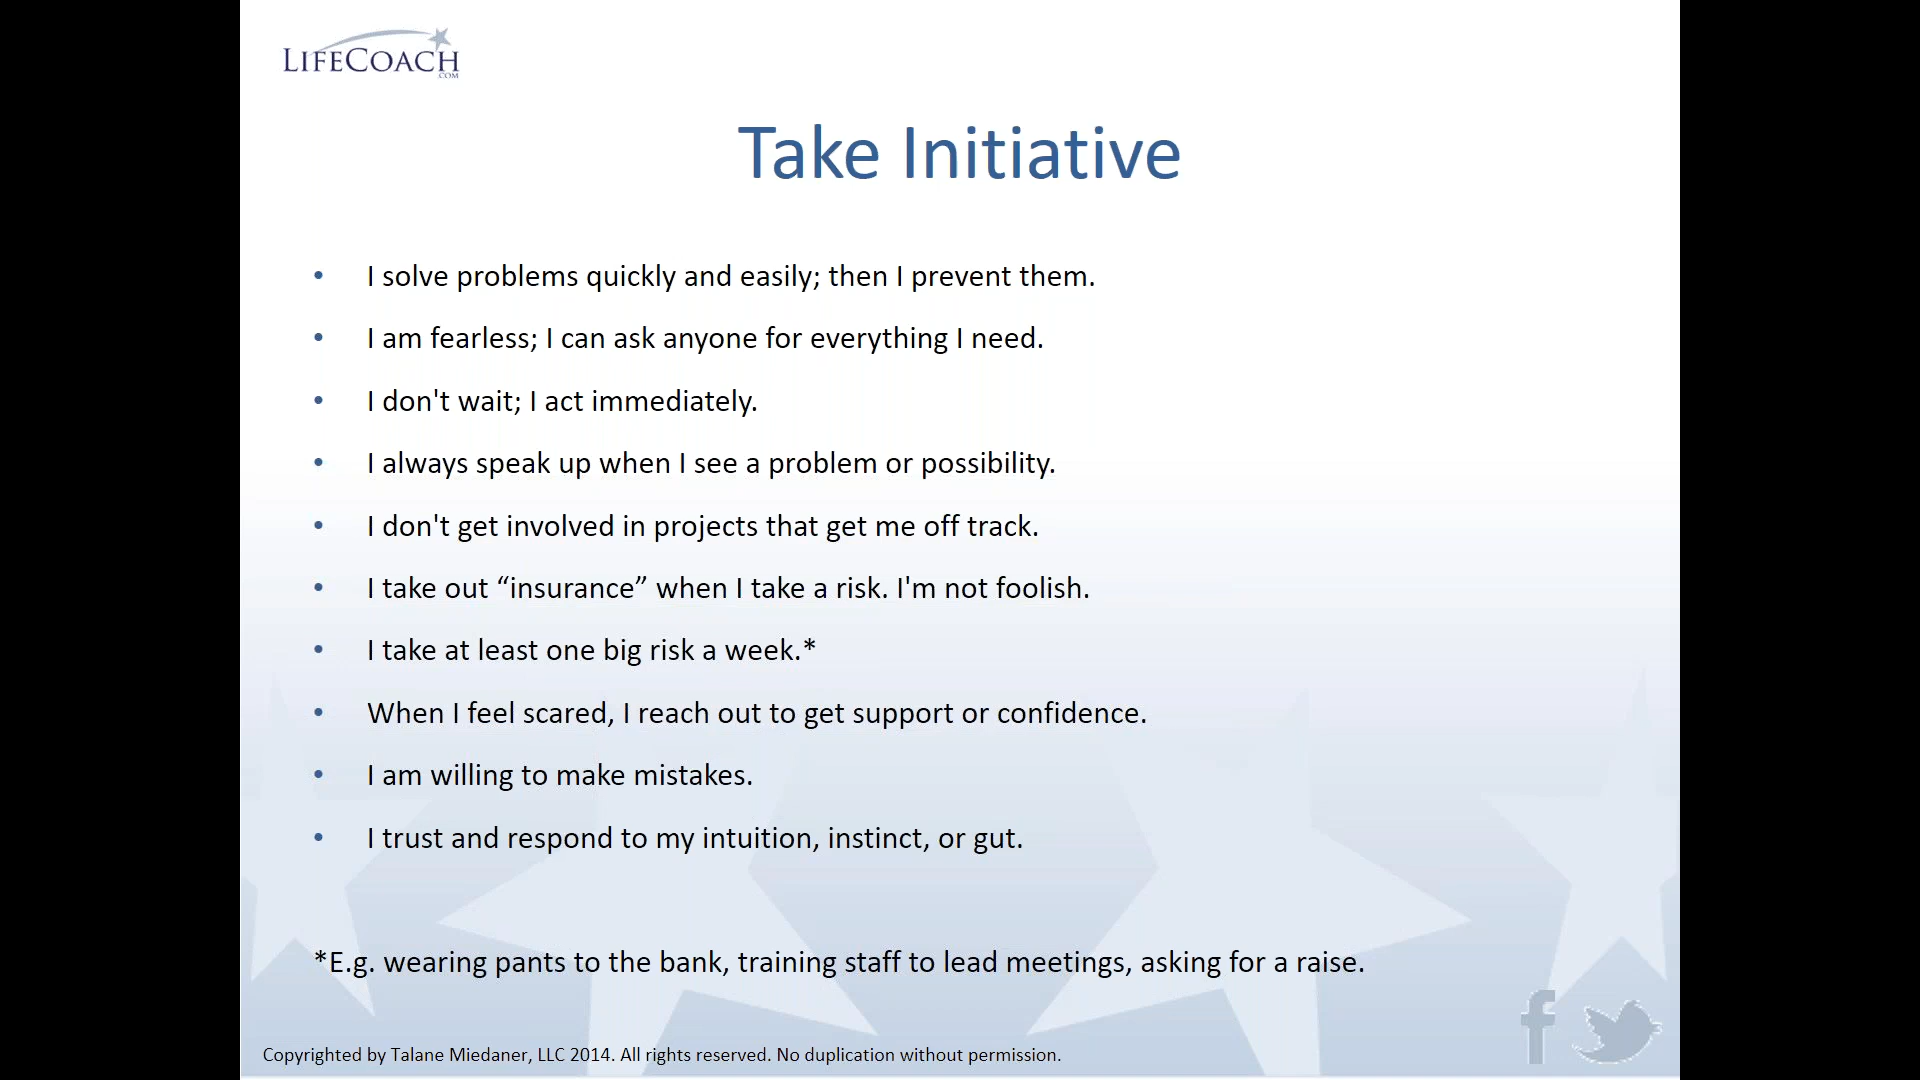 LIFECOACH
.COM
Take Initiative
• I solve problems quickly and easily; then I prevent them.
• I am fearless; I can ask anyone for everything I need.
• I don't wait; I act immediately.
• I always speak up when I see a problem or possibility.
• I don't get involved in projects that get me off track.
• I take out “insurance” when I take a risk. I'm not foolish.
• I take at least one big risk a week.*
• When I feel scared, I reach out to get support or confidence.
• I am willing to make mistakes.
• I trust and respond to my intuition, instinct, or gut.
*E.g. wearing pants to the bank, training staff to lead meetings, asking for a raise.
Copyrighted by Talane Miedaner, LLC 2014. All rights reserved. No duplication without permission.